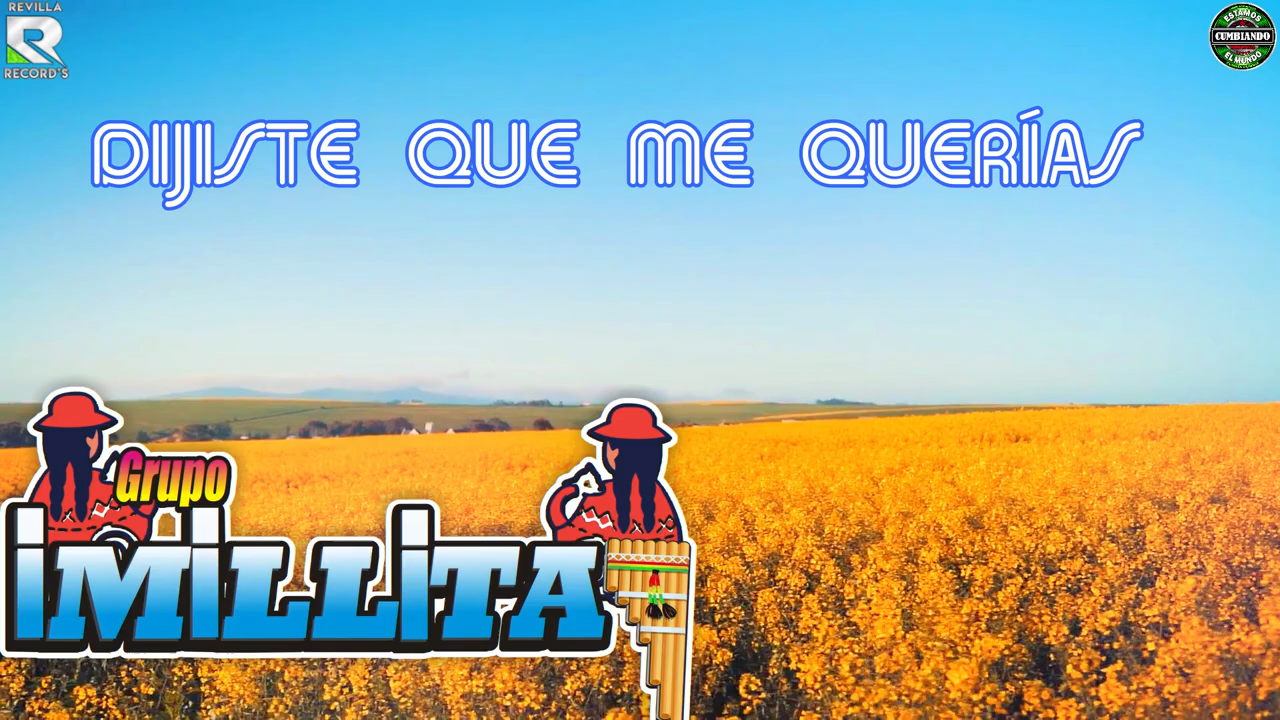 REVILLA
RECORD'S
ESTAMOS
CUMBIANDO
EL MUNDO
DIJISTE QUE ME QUERÍAS
Grupo
iMiLLiTA